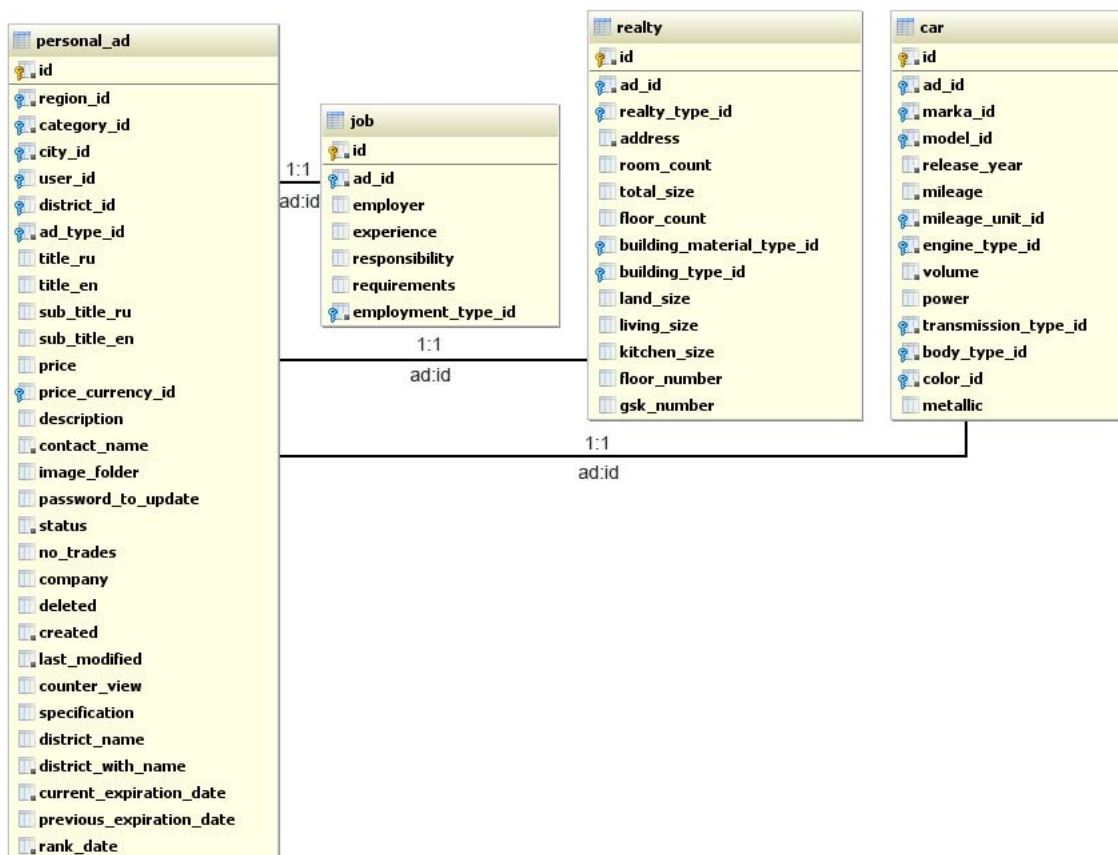 personal_ad
id
region_id
category_id
city_id
user_id
district_id
ad_type_id
title_ru
title_en
sub_title_ru
sub_title_en
price
price_currency_id
description
contact_name
image_folder
password_to_update
status
no_trades
company
deleted
created
last_modified
counter_view
specification
district_name
district_with_name
current_expiration_date
previous_expiration_date
rank_date
1:1
ad:id
job
id
ad_id
employer
experience
responsibility
requirements
employment_type_id
1:1
ad:id
realty
id
ad_id
realty_type_id
address
room_count
total_size
floor_count
building_material_type_id
building_type_id
land_size
living_size
kitchen_size
floor_number
gsk_number
1:1
ad:id
car
id
ad_id
marka_id
model_id
release_year
mileage
mileage_unit_id
engine_type_id
volume
power
transmission_type_id
body_type_id
color_id
metallic